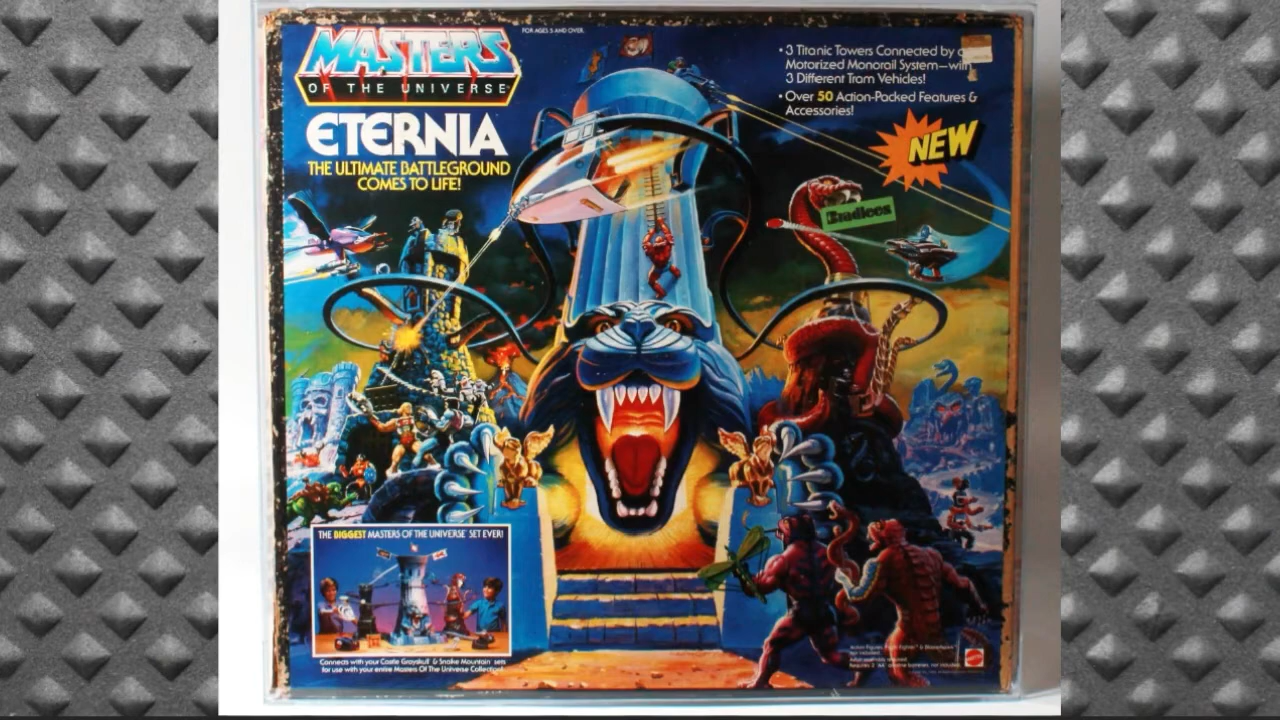 MASTERS
OF THE UNIVERSE
FOR AGES 5 AND OVER.
ETERNIA
THE ULTIMATE BATTLEGROUND
COMES TO LIFE!
• 3 Titanic Towers Connected by
Motorized Monorail System—with
3 Different Tram Vehicles!
• Over 50 Action-Packed Features &
Accessories!
NEW
THE BIGGEST MASTERS OF THE UNIVERSE SET EVER!
Connects with your Castle Grayskull & Snake Mountain sets
for use with your entire Masters Of The Universe Collection!
not included.
MATTEL